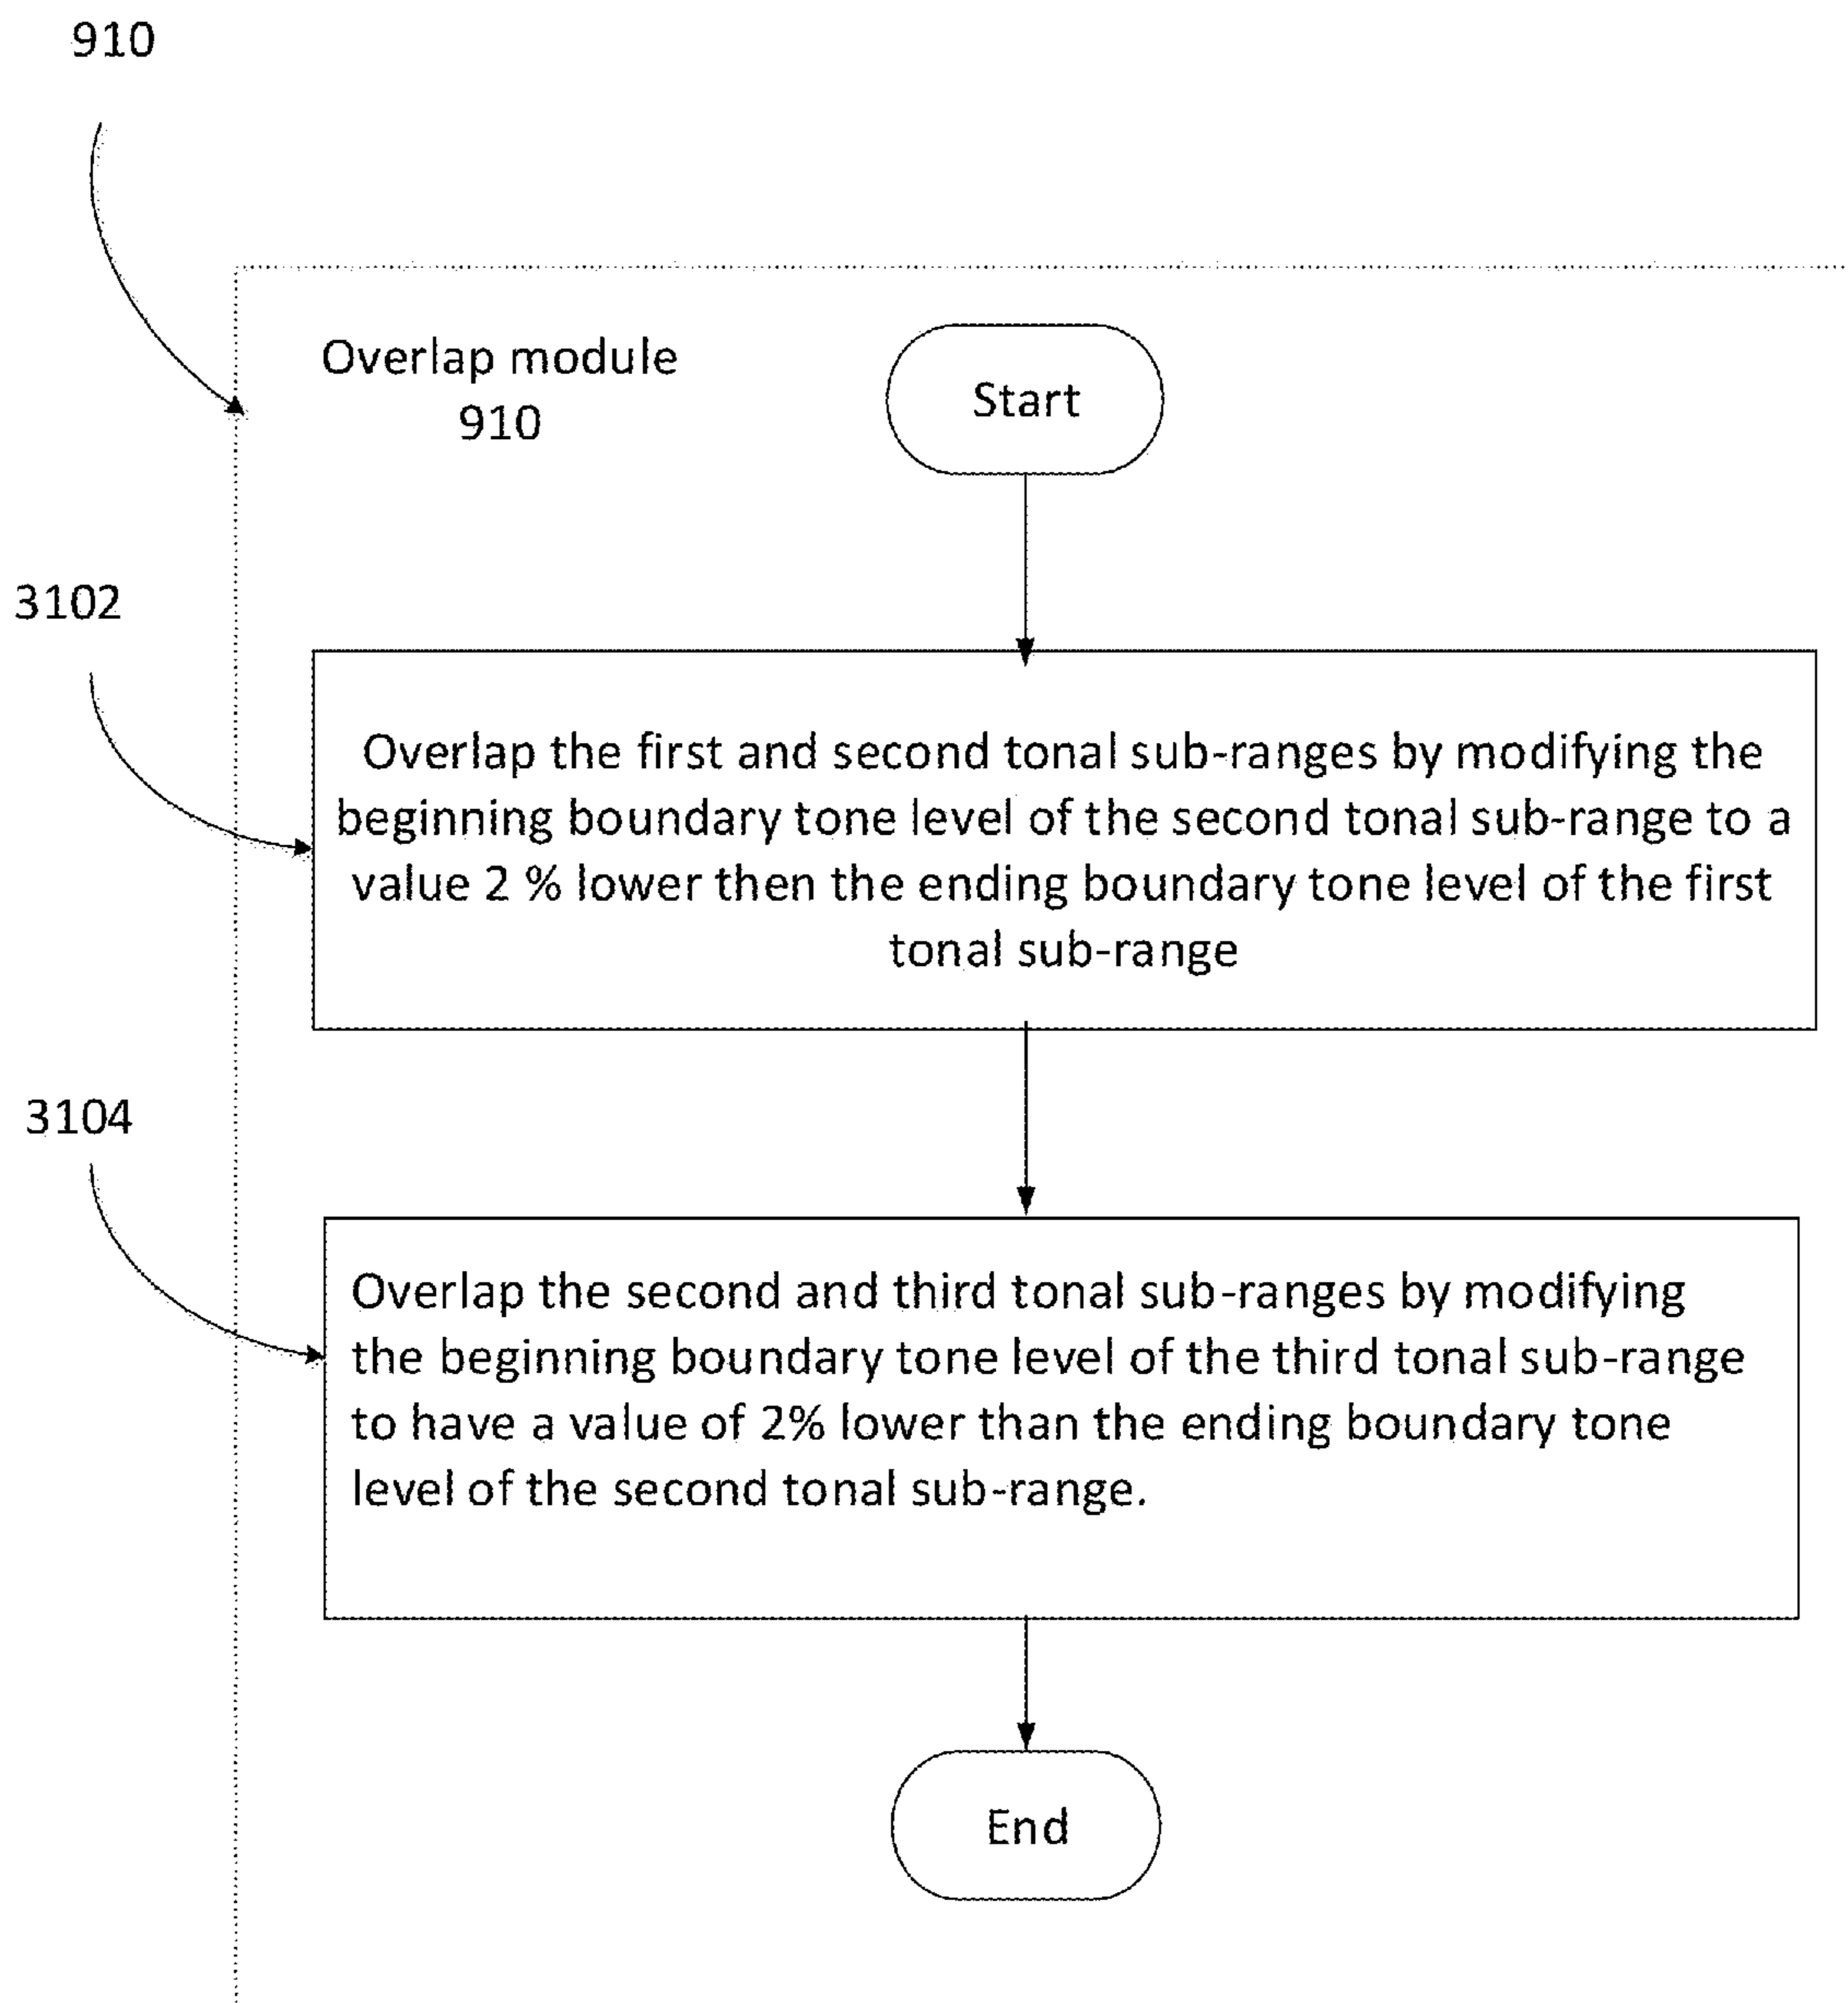 910
Overlap module
910
Start
3102
Overlap the first and second tonal sub-ranges by modifying the
beginning boundary tone level of the second tonal sub-range to a
value 2 % lower then the ending boundary tone level of the first
tonal sub-range
3104
Overlap the second and third tonal sub-ranges by modifying
the beginning boundary tone level of the third tonal sub-range
to have a value of 2% lower than the ending boundary tone
level of the second tonal sub-range.
End